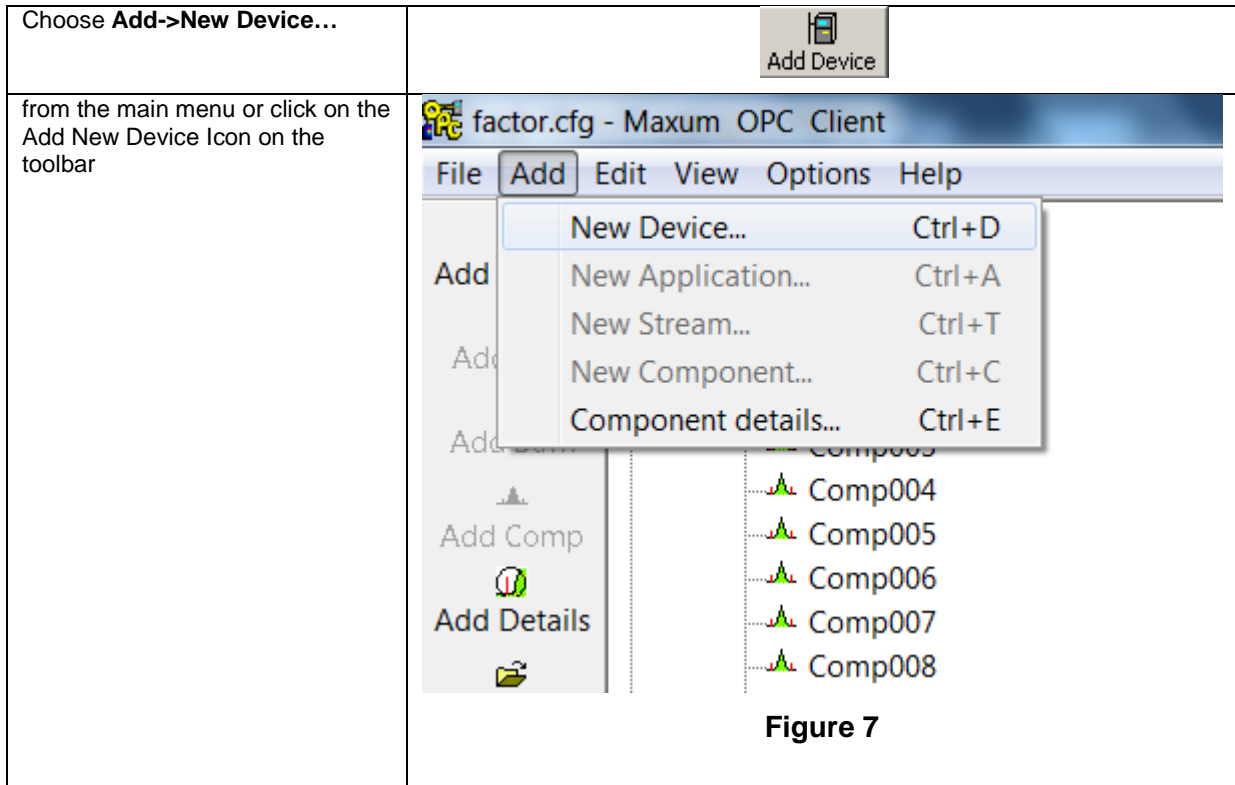 Choose Add->New Device…
Add Device
from the main menu or click on the
Add New Device Icon on the
toolbar
factor.cfg - Maxum OPC Client
File Add Edit View Options Help
New Device... Ctrl+D
Add
New Application... Ctrl+A
New Stream... Ctrl+T
New Component... Ctrl+C
Component details... Ctrl+E
Comp004
Add Comp
Comp005
Comp006
Add Details
Comp007
Comp008
Figure 7